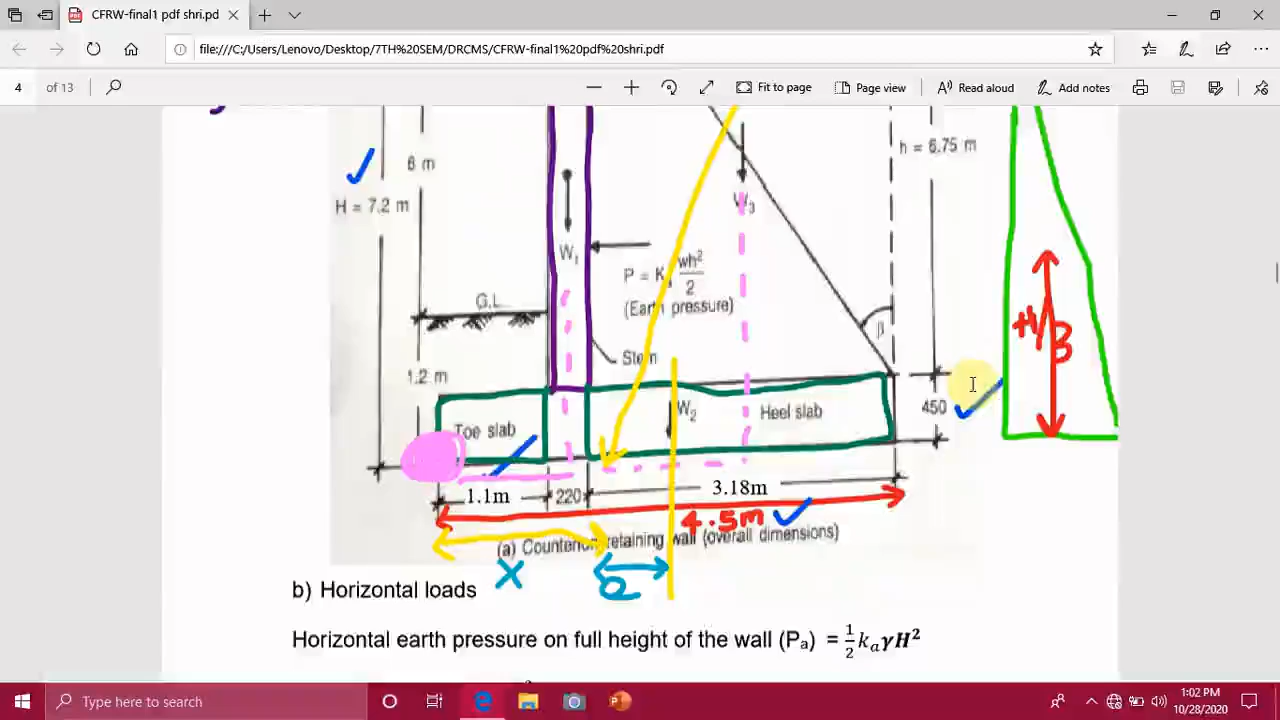 CFRW-final1 pdf shri.pd
file:///C:/Users/Lenovo/Desktop/7TH%20SEM/DRCMS/CFRW-final1%20pdf%20shri.pdf
4 of 13
Fit to page
Page view
Read aloud
Add notes
6 m
h = 6.75 m
H = 7.2 m
W3
W1
P = K wh²/2
(Earth pressure)
H/3
G.L.
β
Stem
1.2 m
W2
Heel slab
450
Toe slab
1.1m
220
3.18m
4.5m
(a) Counterfort retaining wall (overall dimensions)
x
e
b) Horizontal loads
Horizontal earth pressure on full height of the wall (Pa) = ½ kaγH²
Type here to search
1:02 PM
10/28/2020